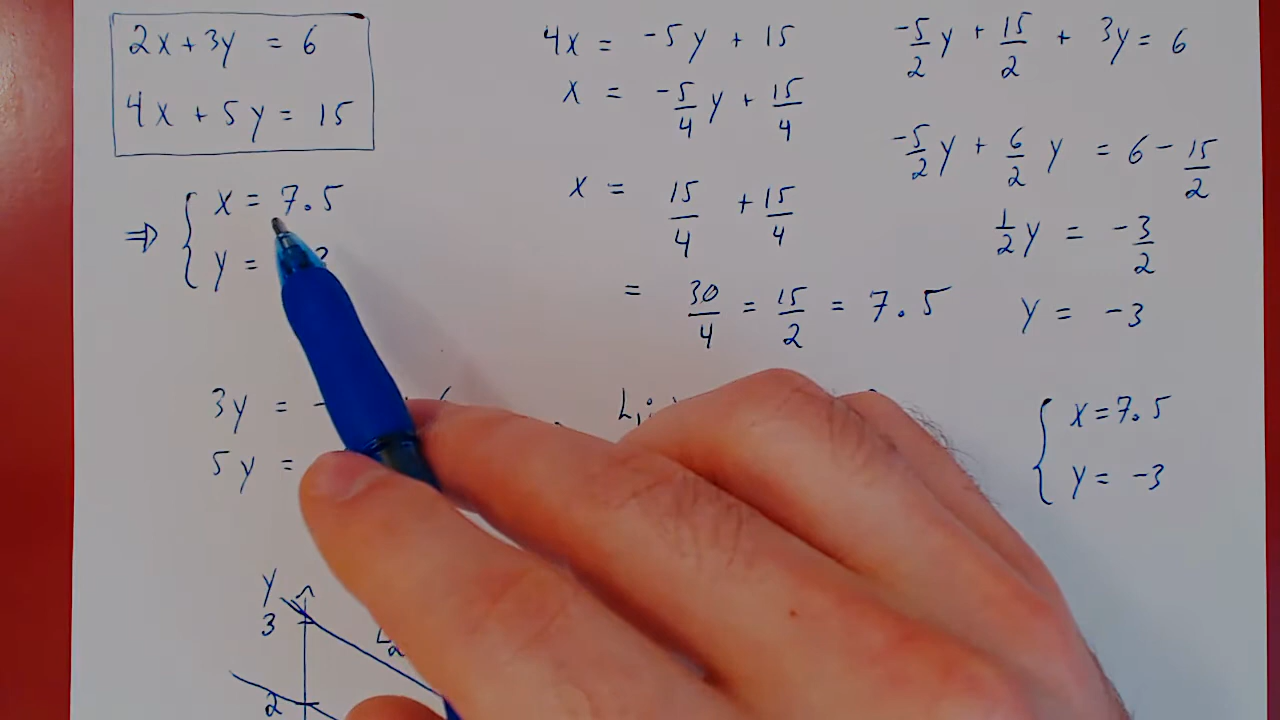 2x+3y = 6
4x + 5y = 15
⇒ { x = 7.5
y =
4x = -5y + 15
x = -5/4 y + 15/4
x = 15/4 + 15/4
= 30/4 = 15/2 = 7.5
-5/2 y + 15/2 + 3y = 6
-5/2 y + 6/2 y = 6 - 15/2
1/2 y = -3/2
y = -3
{ x = 7.5
y = -3
3y = -
5y =
y
3
L2
2